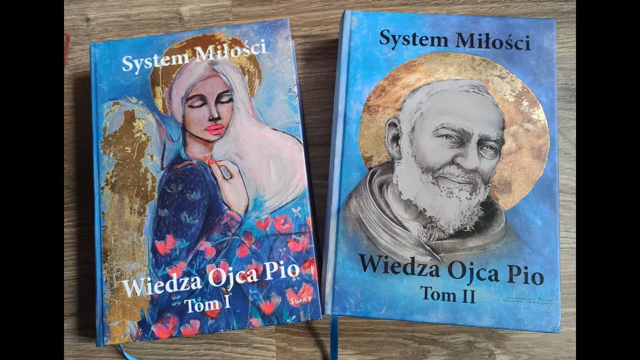 System Miłości
Wiedza Ojca Pio
Tom I
System Miłości
Wiedza Ojca Pio
Tom II